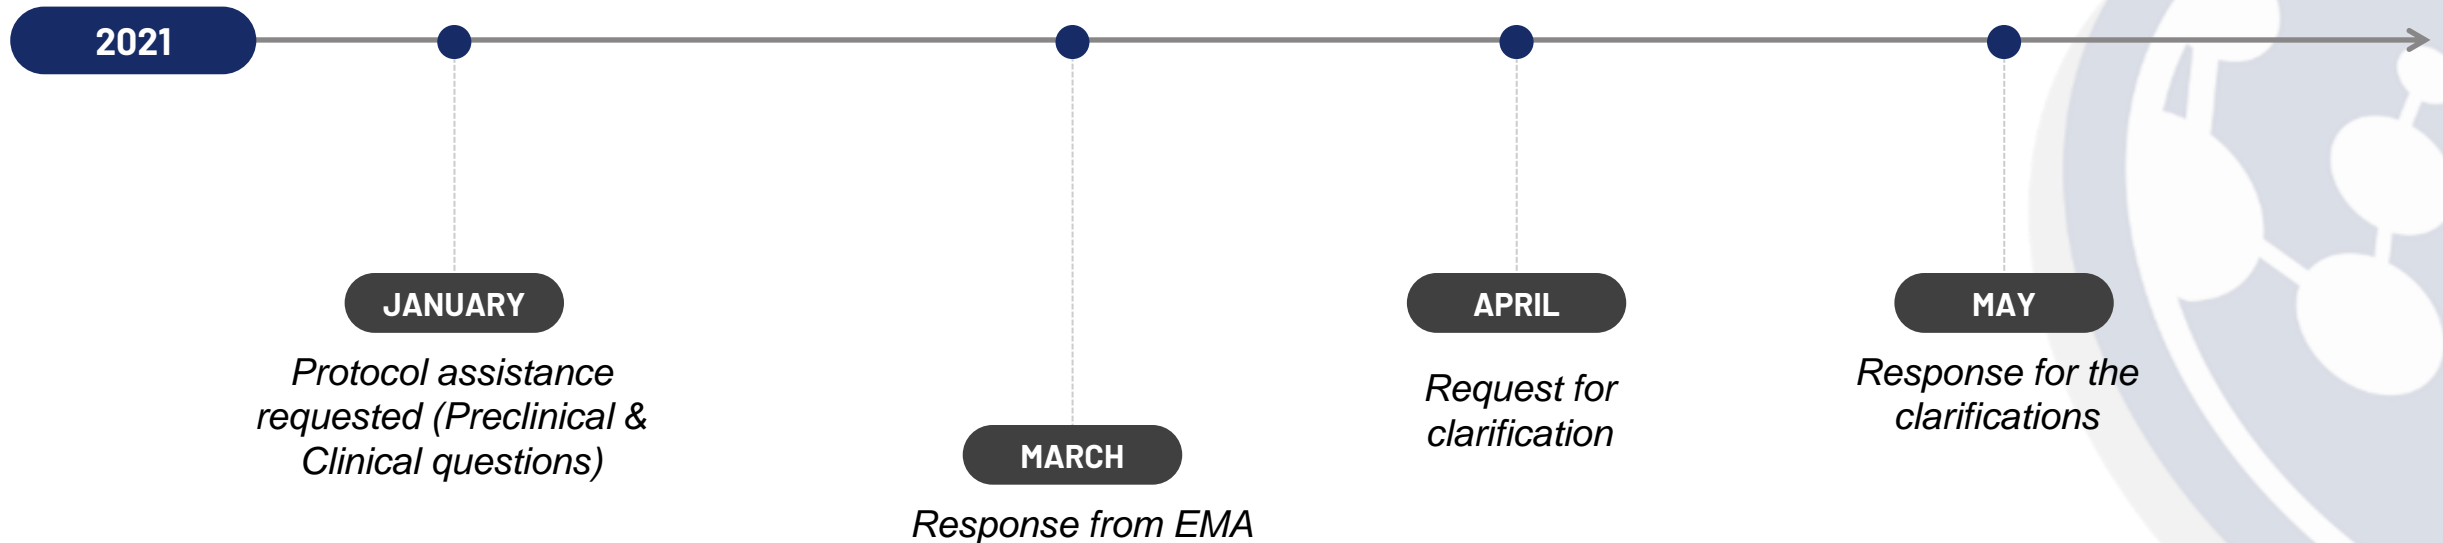 2021
JANUARY
Protocol assistance
requested (Preclinical &
Clinical questions)
MARCH
Response from EMA
APRIL
Request for
clarification
MAY
Response for the
clarifications